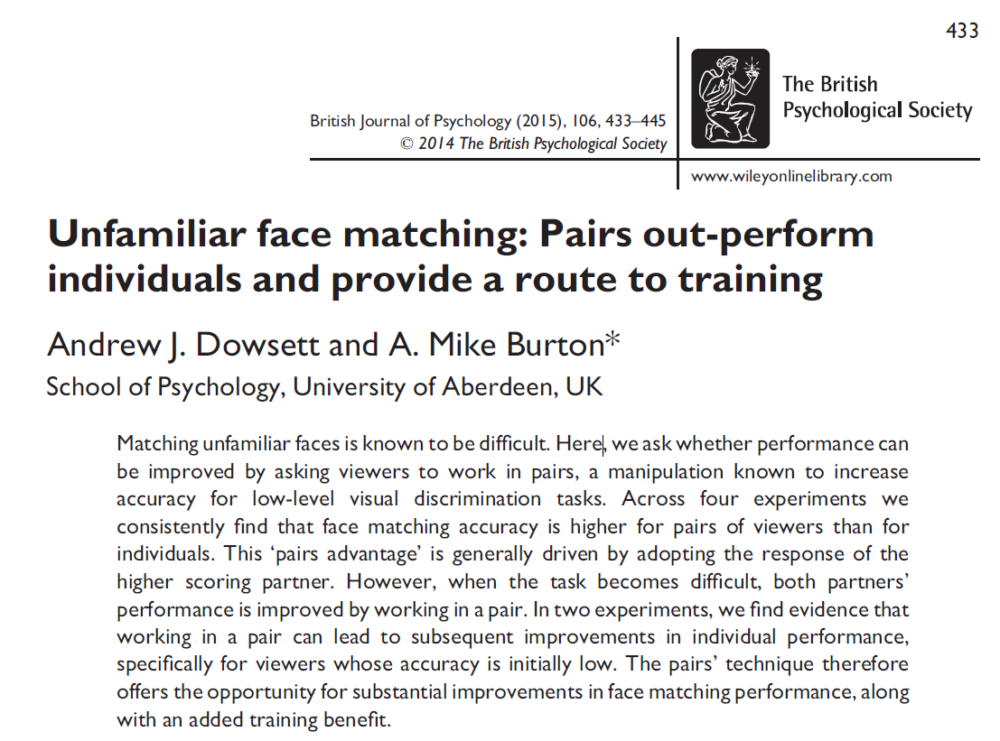 433
British Journal of Psychology (2015), 106, 433–445
© 2014 The British Psychological Society
The British
Psychological Society
www.wileyonlinelibrary.com
Unfamiliar face matching: Pairs out-perform
individuals and provide a route to training
Andrew J. Dowsett and A. Mike Burton*
School of Psychology, University of Aberdeen, UK
Matching unfamiliar faces is known to be difficult. Here, we ask whether performance can
be improved by asking viewers to work in pairs, a manipulation known to increase
accuracy for low-level visual discrimination tasks. Across four experiments we
consistently find that face matching accuracy is higher for pairs of viewers than for
individuals. This ‘pairs advantage’ is generally driven by adopting the response of the
higher scoring partner. However, when the task becomes difficult, both partners’
performance is improved by working in a pair. In two experiments, we find evidence that
working in a pair can lead to subsequent improvements in individual performance,
specifically for viewers whose accuracy is initially low. The pairs’ technique therefore
offers the opportunity for substantial improvements in face matching performance, along
with an added training benefit.